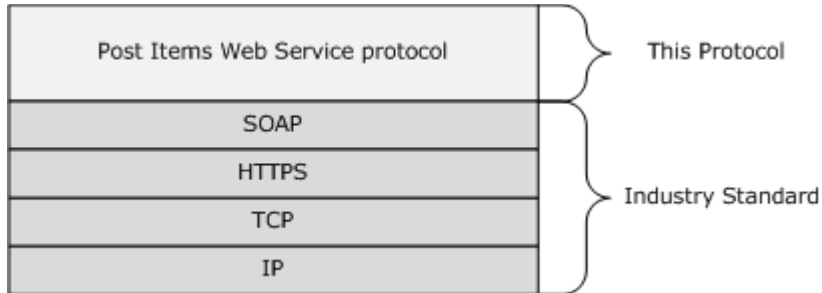 Post Items Web Service protocol
This Protocol
SOAP
HTTPS
TCP
IP
Industry Standard